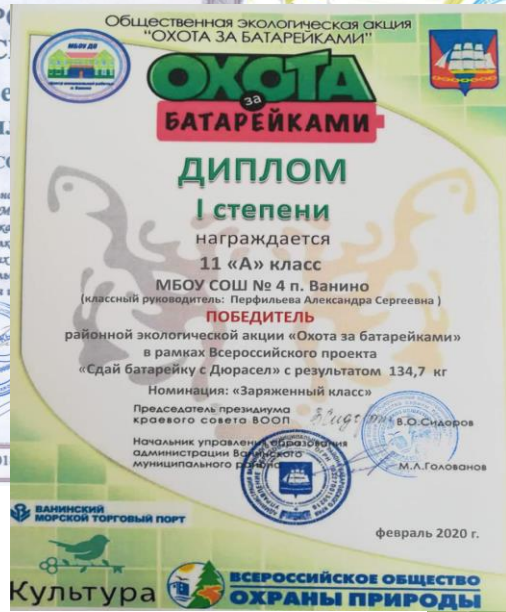 Общественная экологическая акция
"ОХОТА ЗА БАТАРЕЙКАМИ"
МБОУ ДО
ОХОТА
за
БАТАРЕЙКАМИ
ДИПЛОМ
I степени
награждается
11 «А» класс
МБОУ СОШ № 4 п. Ванино
(классный руководитель: Перфильева Александра Сергеевна )
ПОБЕДИТЕЛЬ
районной экологической акции «Охота за батарейками»
в рамках Всероссийского проекта
«Сдай батарейку с Дюрасел» с результатом 134,7 кг
Номинация: «Заряженный класс»
Председатель президиума
краевого совета ВООП
В.О.Сидоров
Начальник управления образования
администрации Ванинского
муниципального района
М.Л.Голованов
ВАНИНСКИЙ
МОРСКОЙ ТОРГОВЫЙ ПОРТ
февраль 2020 г.
Культура
ВСЕРОССИЙСКОЕ ОБЩЕСТВО
ОХРАНЫ ПРИРОДЫ